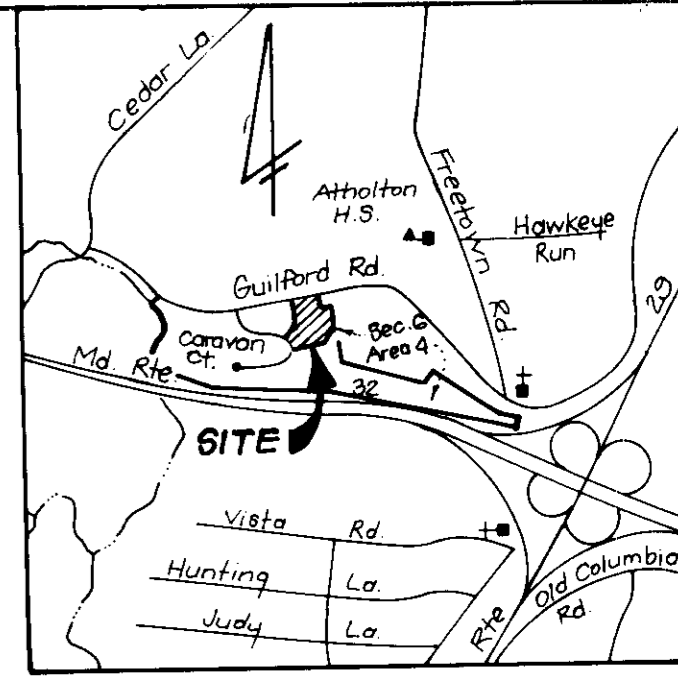 Cedar La.
Atholton
H.S.
Freetown Rd.
Hawkeye
Run
29
Guilford Rd.
Caravan
Ct.
Sec. 6
Area 4
Md. Rte. 32
1
SITE
Vista Rd.
Hunting La.
Judy La.
Rte
Old Columbia
Rd.